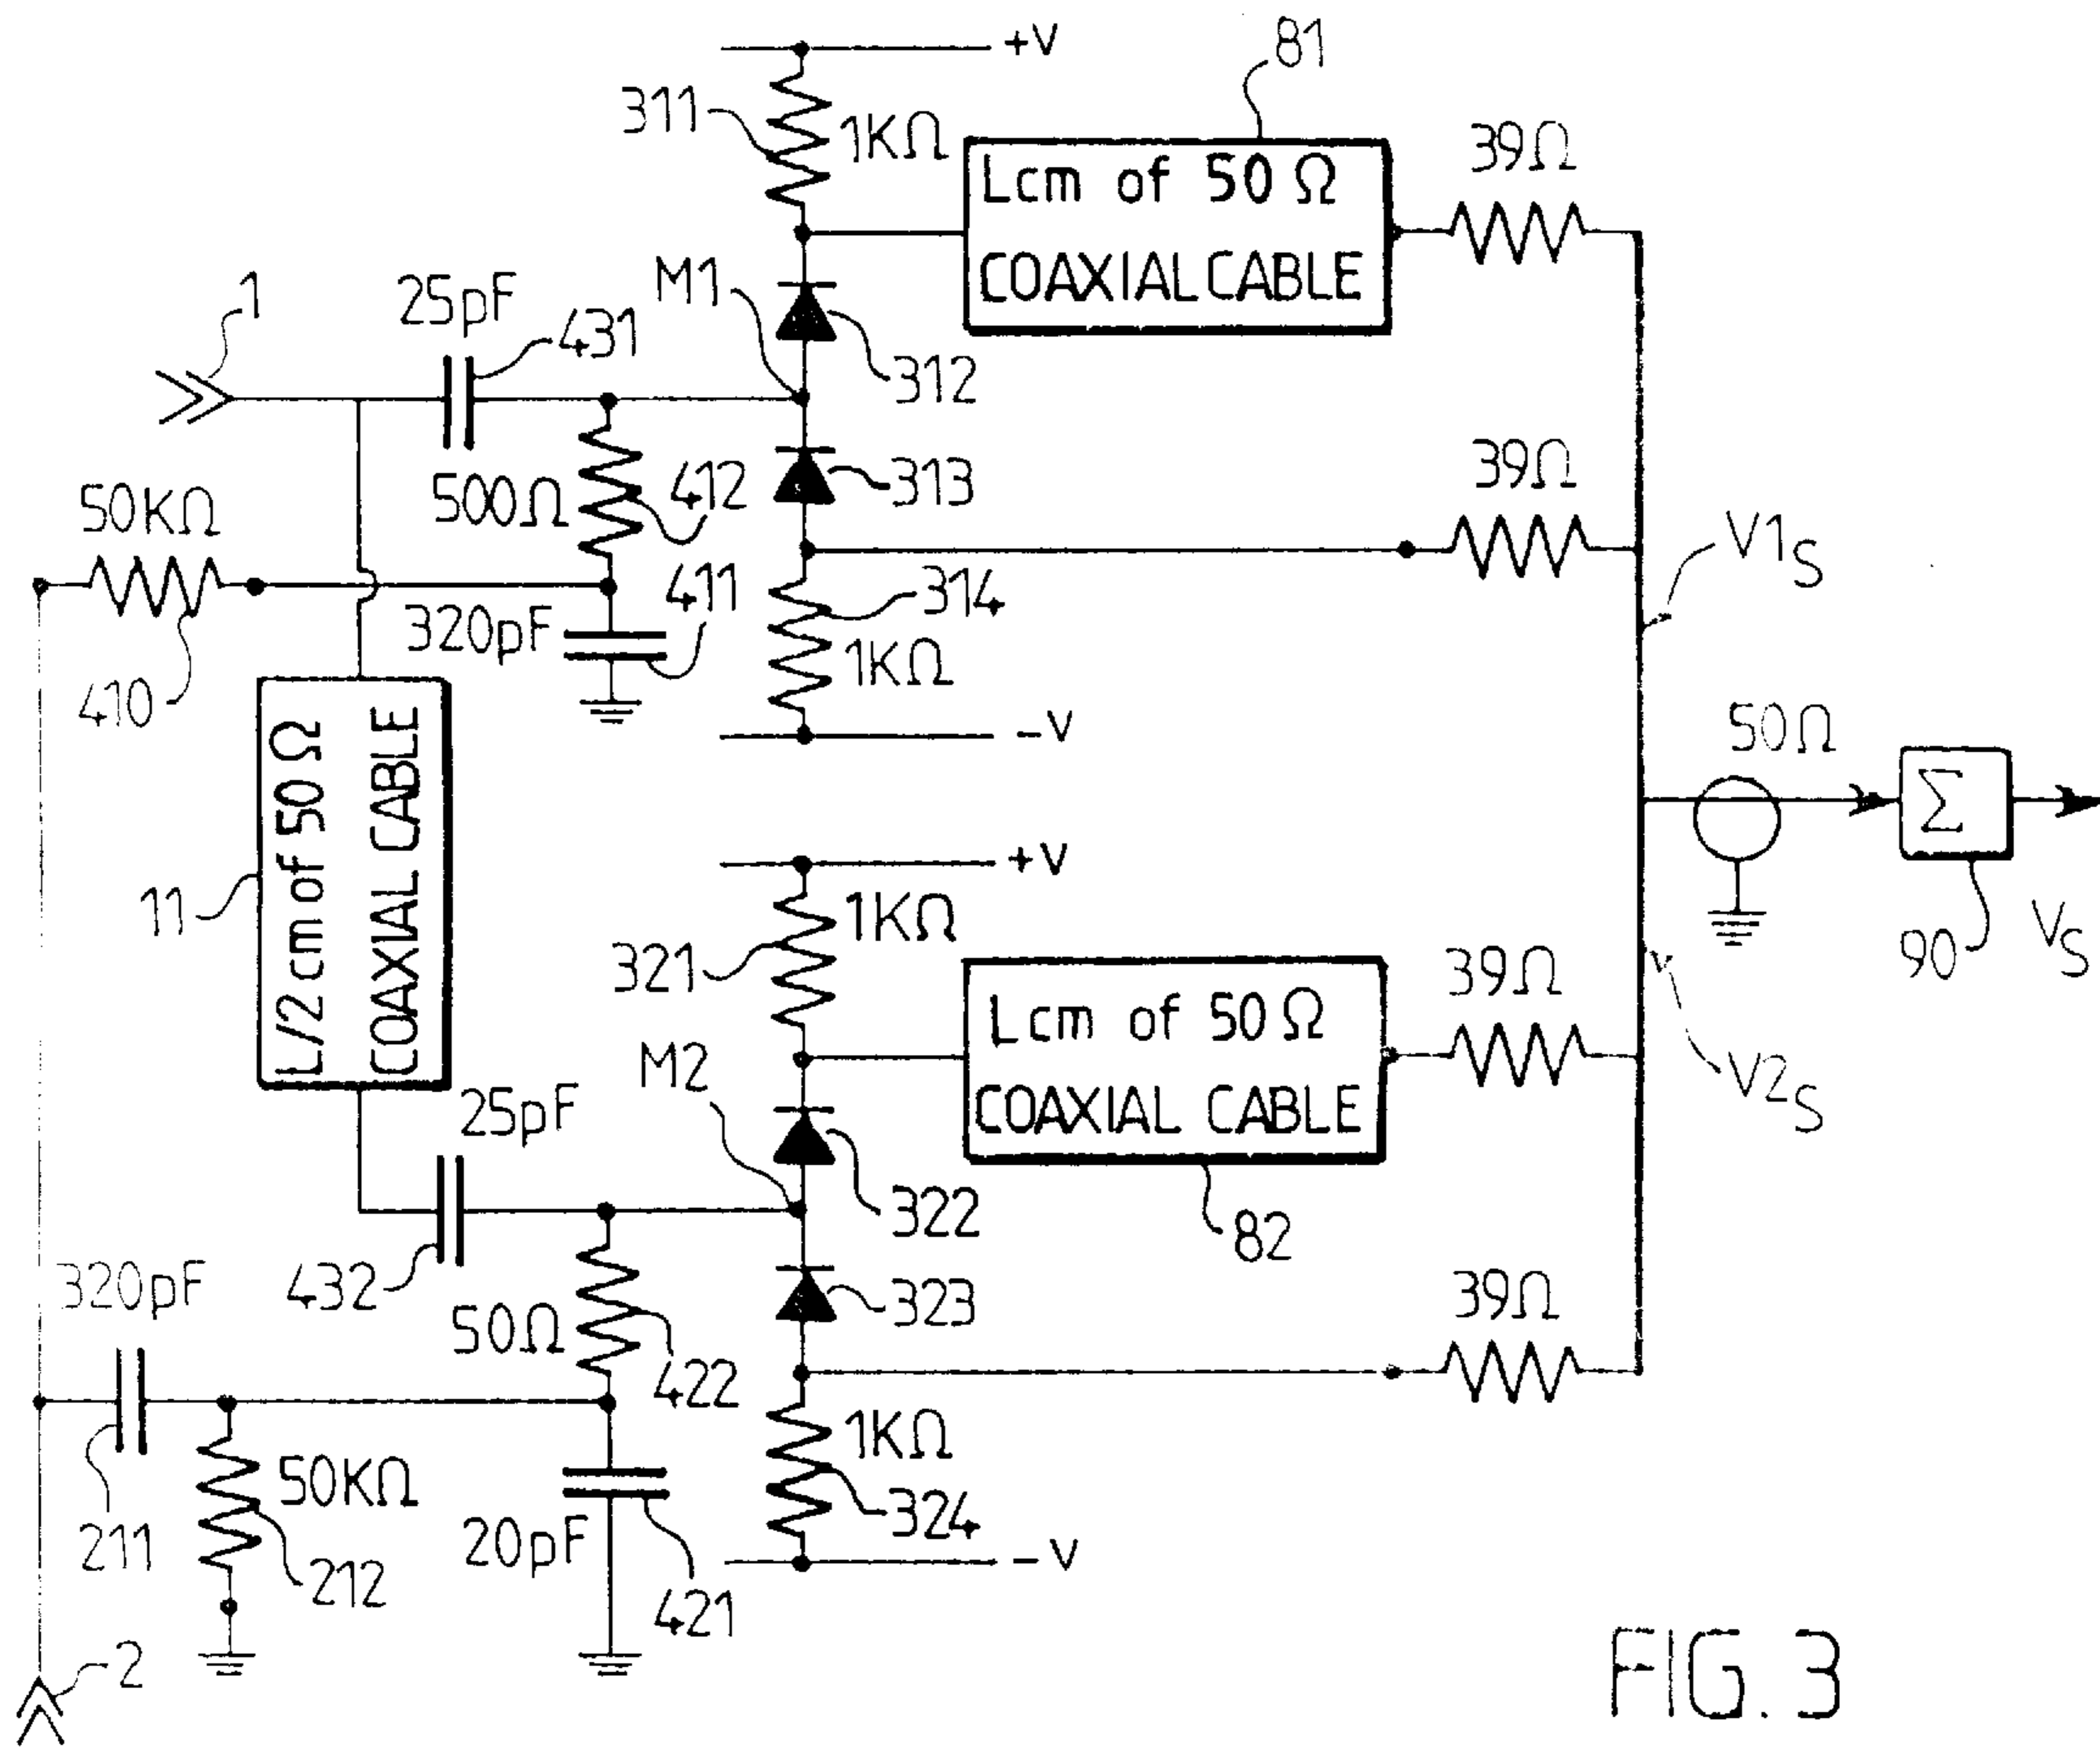 +V
81
311
1KΩ
39Ω
Lcm of 50 Ω
COAXIAL CABLE
1
25pF
431
M1
312
39Ω
50KΩ
500Ω
412
313
V1S
410
320pF
411
314
1KΩ
-V
50Ω
L/2cm of 50 Ω
COAXIAL CABLE
11
Σ
+V
1KΩ
321
90
VS
39Ω
Lcm of 50 Ω
COAXIAL CABLE
M2
25pF
V2S
322
82
320pF
432
50Ω
323
39Ω
422
1KΩ
50KΩ
324
211
20pF
212
-V
421
2
FIG. 3